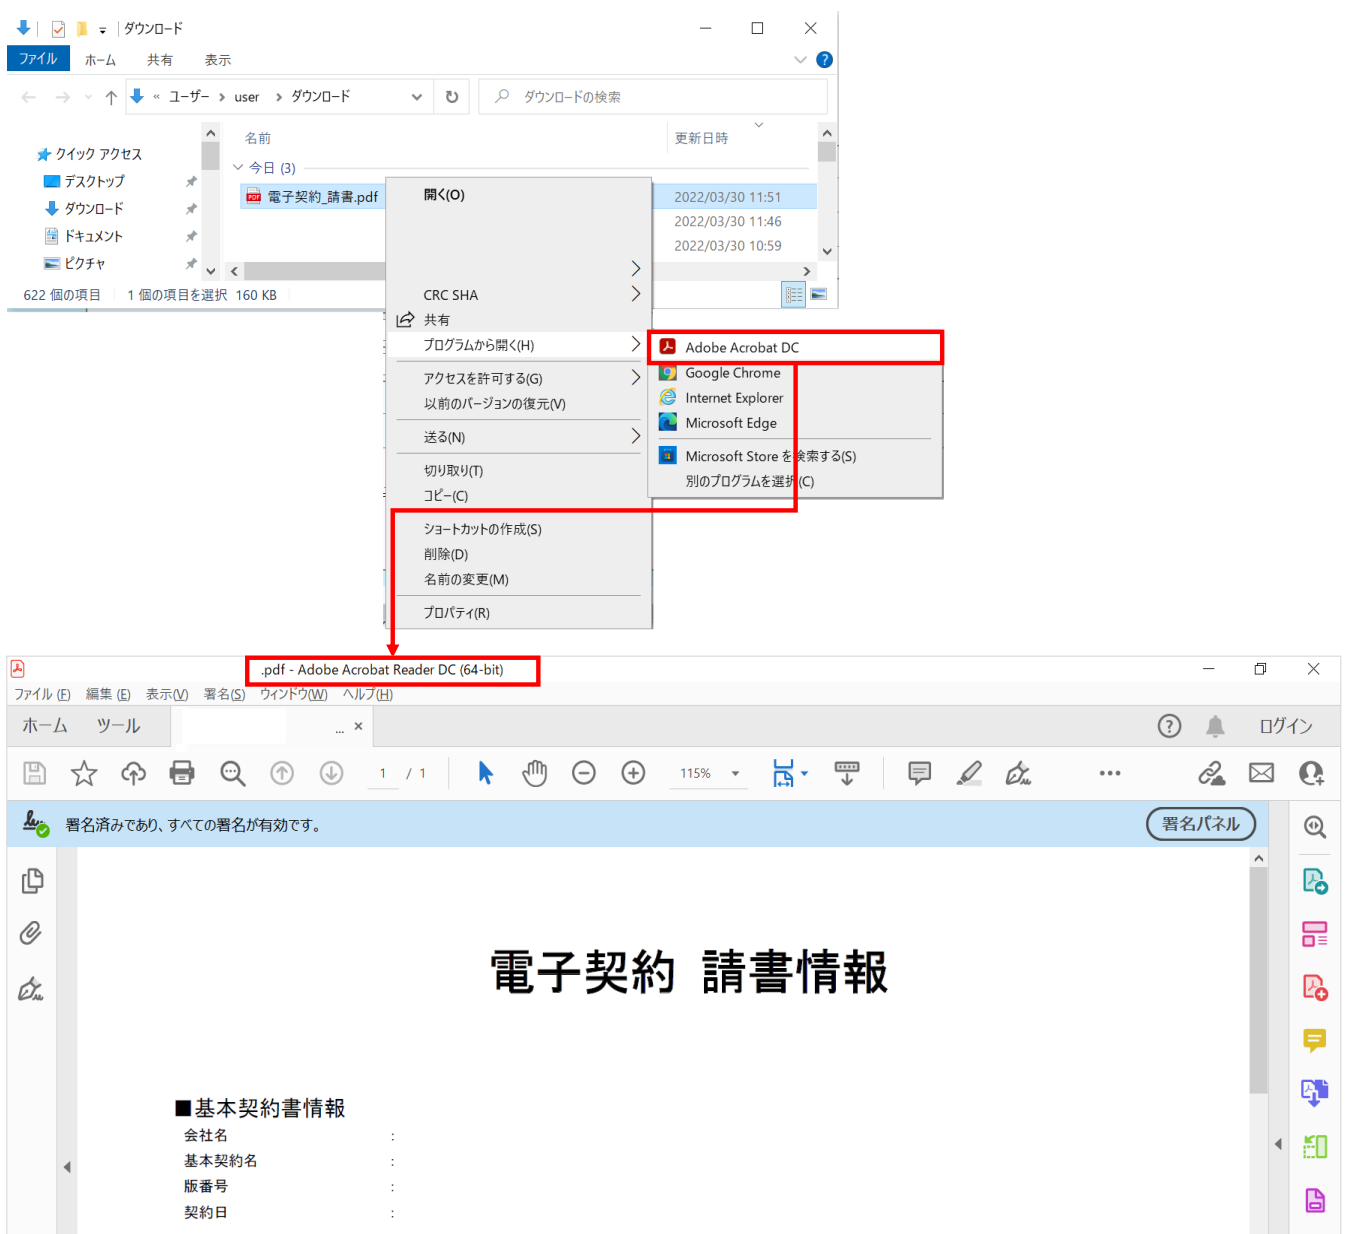 ダウンロード
ファイル ホーム 共有 表示
« ユーザー › user › ダウンロード ダウンロードの検索
名前 更新日時
クイック アクセス
今日 (3)
デスクトップ
電子契約_請書.pdf 2022/03/30 11:51
ダウンロード 2022/03/30 11:46
ドキュメント 2022/03/30 10:59
ピクチャ
622 個の項目 1 個の項目を選択 160 KB
開く(O)
CRC SHA
共有
プログラムから開く(H)
アクセスを許可する(G)
以前のバージョンの復元(V)
送る(N)
切り取り(T)
コピー(C)
ショートカットの作成(S)
削除(D)
名前の変更(M)
プロパティ(R)
Adobe Acrobat DC
Google Chrome
Internet Explorer
Microsoft Edge
Microsoft Store を検索する(S)
別のプログラムを選択(C)
.pdf - Adobe Acrobat Reader DC (64-bit)
ファイル (F) 編集 (E) 表示(V) 署名(S) ウィンドウ(W) ヘルプ(H)
ホーム ツール ... × ログイン
1 / 1 115%
署名済みであり、すべての署名が有効です。 署名パネル
電子契約 請書情報
■基本契約書情報
会社名 :
基本契約名 :
版番号 :
契約日 :